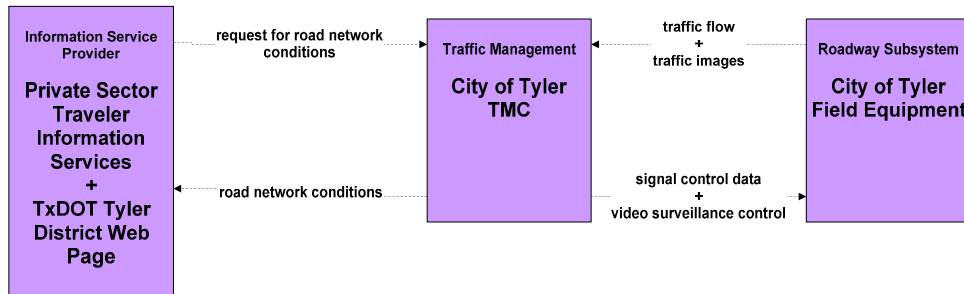 Information Service
Provider
Private Sector
Traveler
Information
Services
+
TxDOT Tyler
District Web
Page
request for road network
conditions
road network conditions
Traffic Management
City of Tyler
TMC
traffic flow
+
traffic images
signal control data
+
video surveillance control
Roadway Subsystem
City of Tyler
Field Equipment